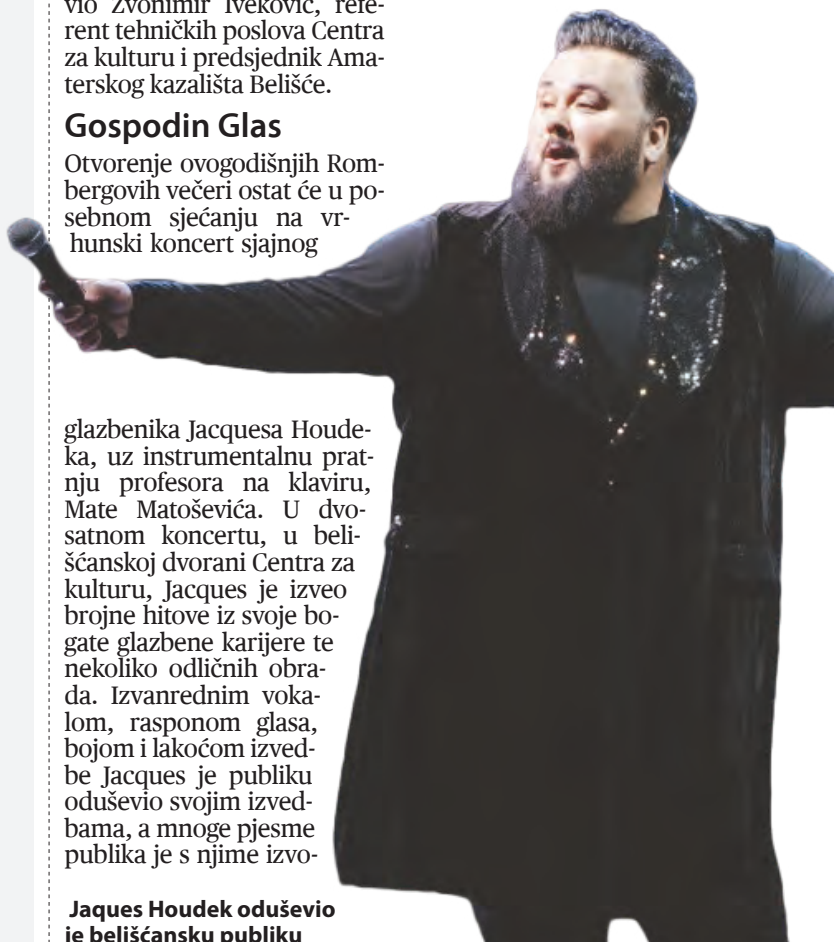 vio Zvonimir Iveković, refe-
rent tehničkih poslova Centra
za kulturu i predsjednik Ama-
terskog kazališta Belišće.
Gospodin Glas
Otvorenje ovogodišnjih Rom-
bergovih večeri ostat će u po-
sebnom sjećanju na vr-
hunski koncert sjajnog
glazbenika Jacquesa Houde-
ka, uz instrumentalnu prat-
nju profesora na klaviru,
Mate Matoševića. U dvo-
satnom koncertu, u beli-
šćanskoj dvorani Centra za
kulturu, Jacques je izveo
brojne hitove iz svoje bo-
gate glazbene karijere te
nekoliko odličnih obra-
da. Izvanrednim voka-
lom, rasponom glasa,
bojom i lakoćom izved-
be Jacques je publiku
oduševio svojim izved-
bama, a mnoge pjesme
publika je s njime izvo-
Jaques Houdek oduševio
je belišćansku publiku